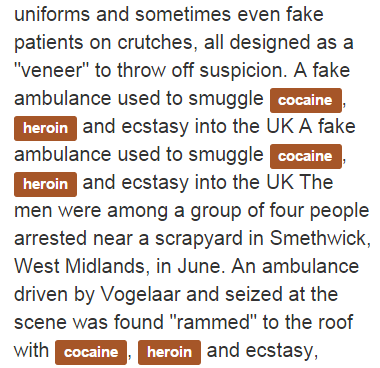 uniforms and sometimes even fake
patients on crutches, all designed as a
"veneer" to throw off suspicion. A fake
ambulance used to smuggle cocaine ,
heroin and ecstasy into the UK A fake
ambulance used to smuggle cocaine ,
heroin and ecstasy into the UK The
men were among a group of four people
arrested near a scrapyard in Smethwick,
West Midlands, in June. An ambulance
driven by Vogelaar and seized at the
scene was found "rammed" to the roof
with cocaine , heroin and ecstasy,